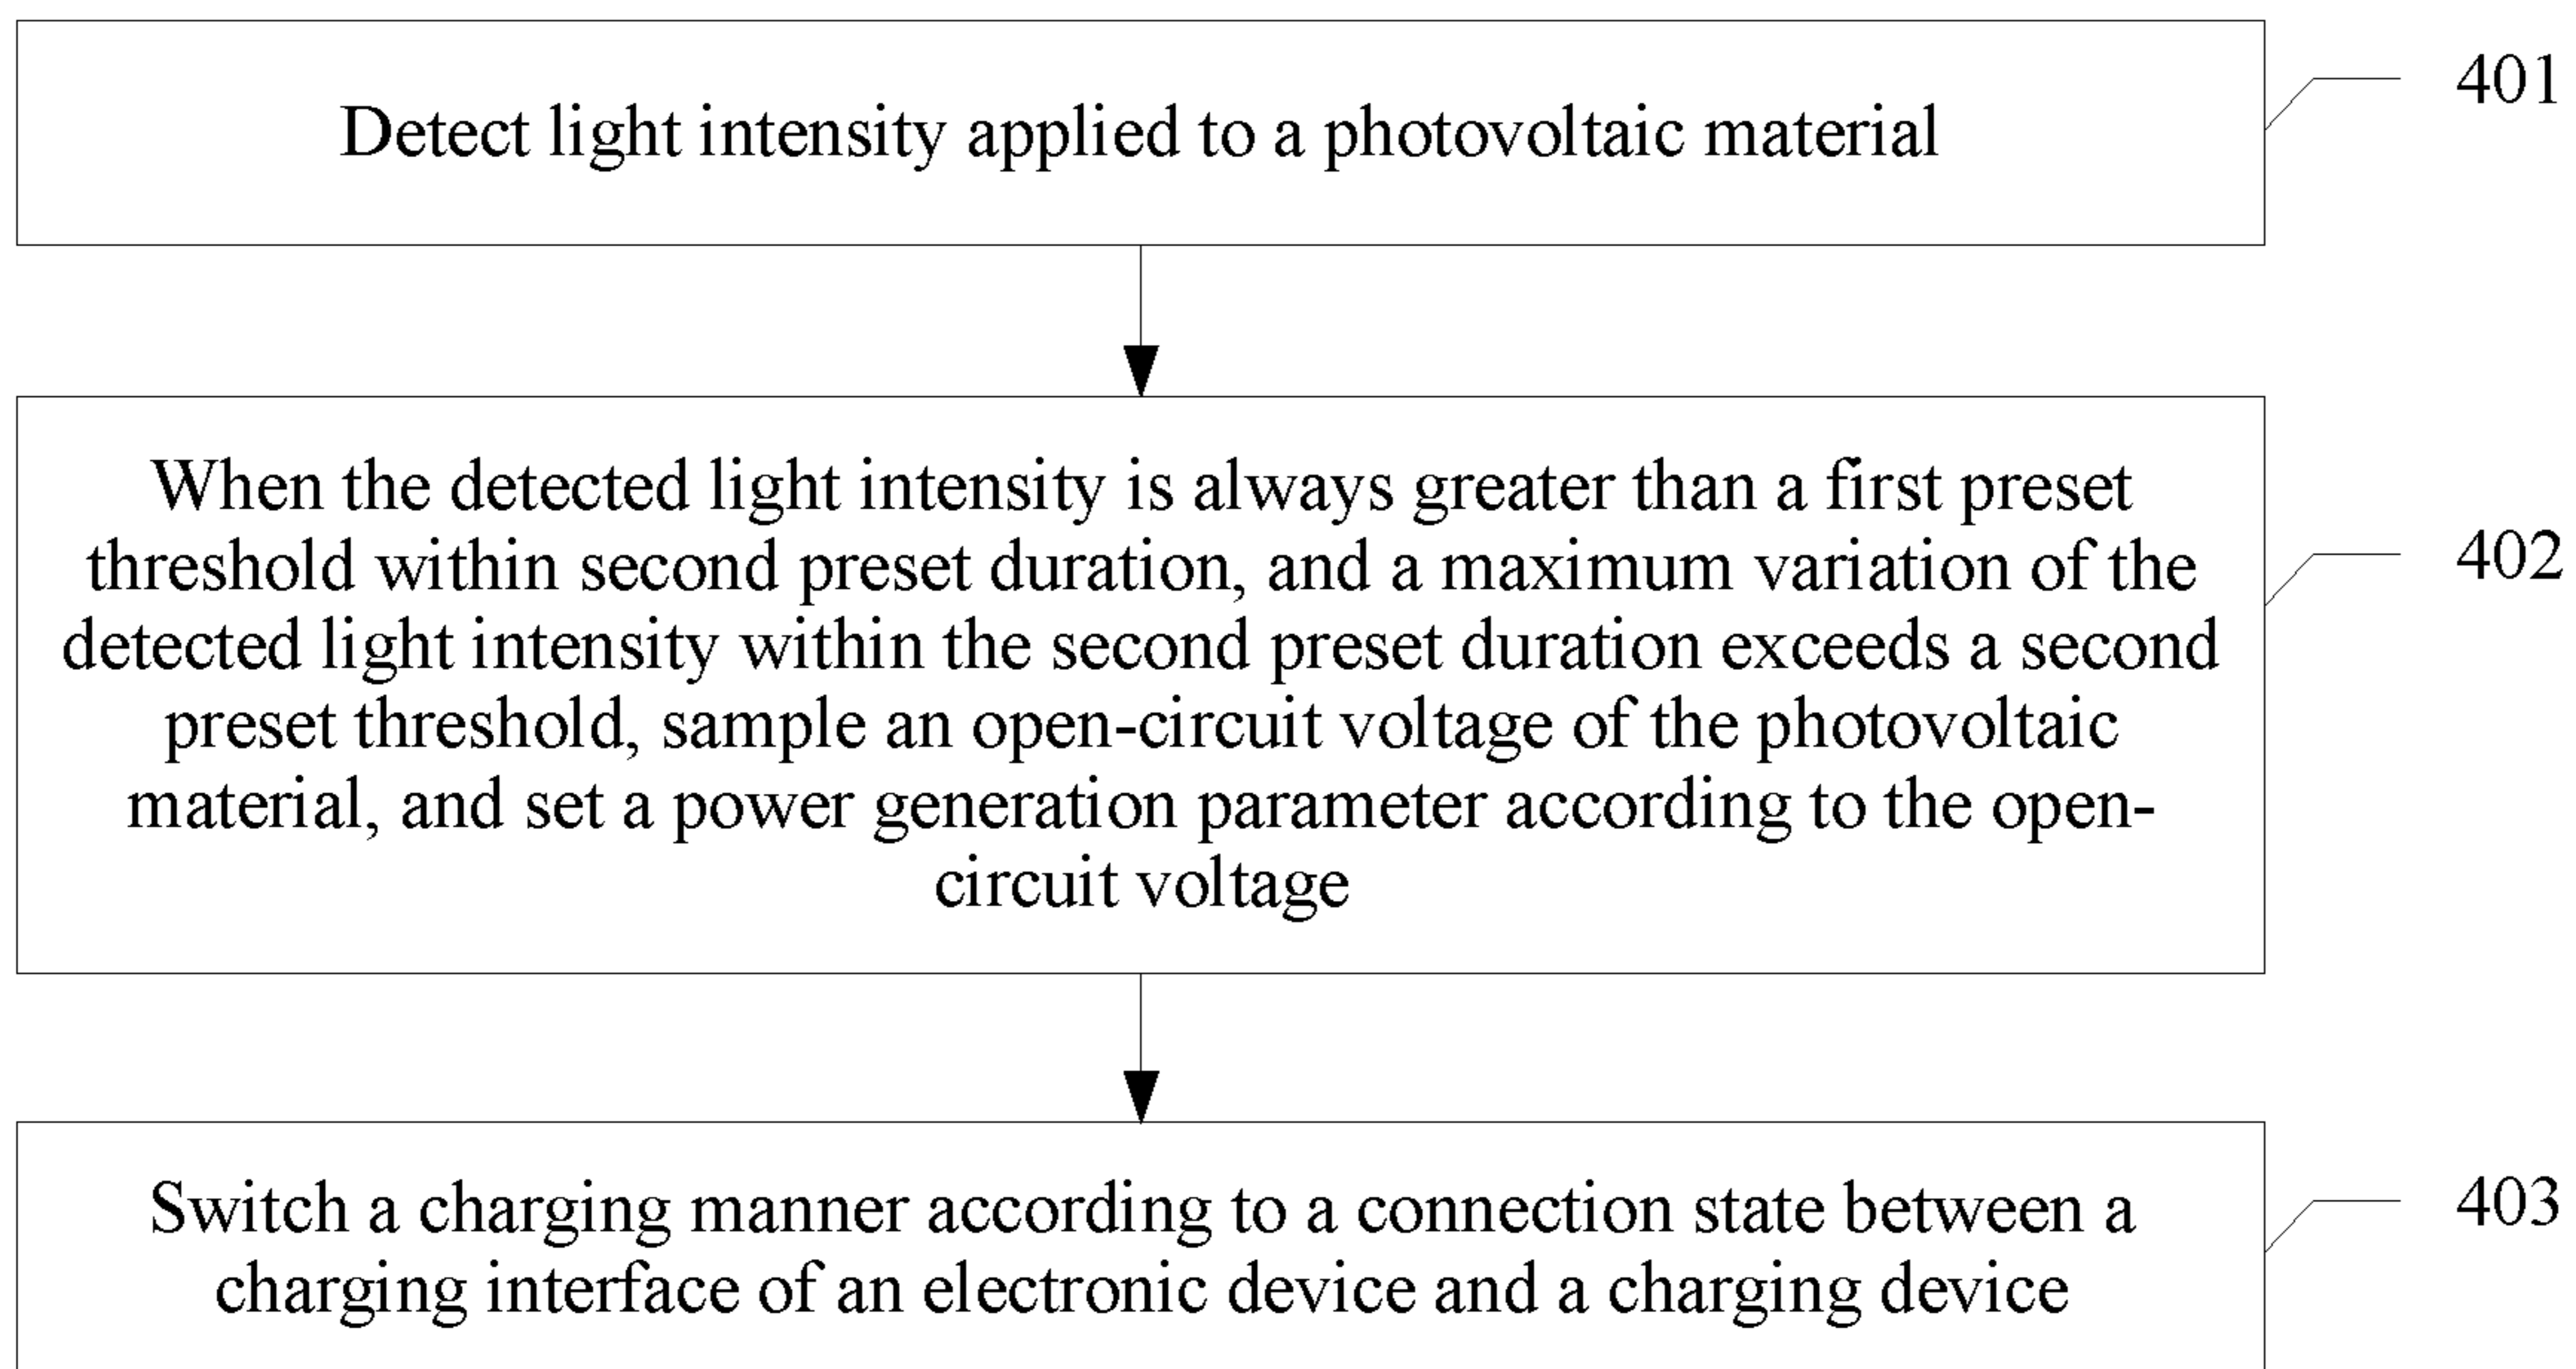 Detect light intensity applied to a photovoltaic material
401
When the detected light intensity is always greater than a first preset
threshold within second preset duration, and a maximum variation of the
detected light intensity within the second preset duration exceeds a second
preset threshold, sample an open-circuit voltage of the photovoltaic
material, and set a power generation parameter according to the open-
circuit voltage
402
Switch a charging manner according to a connection state between a
charging interface of an electronic device and a charging device
403